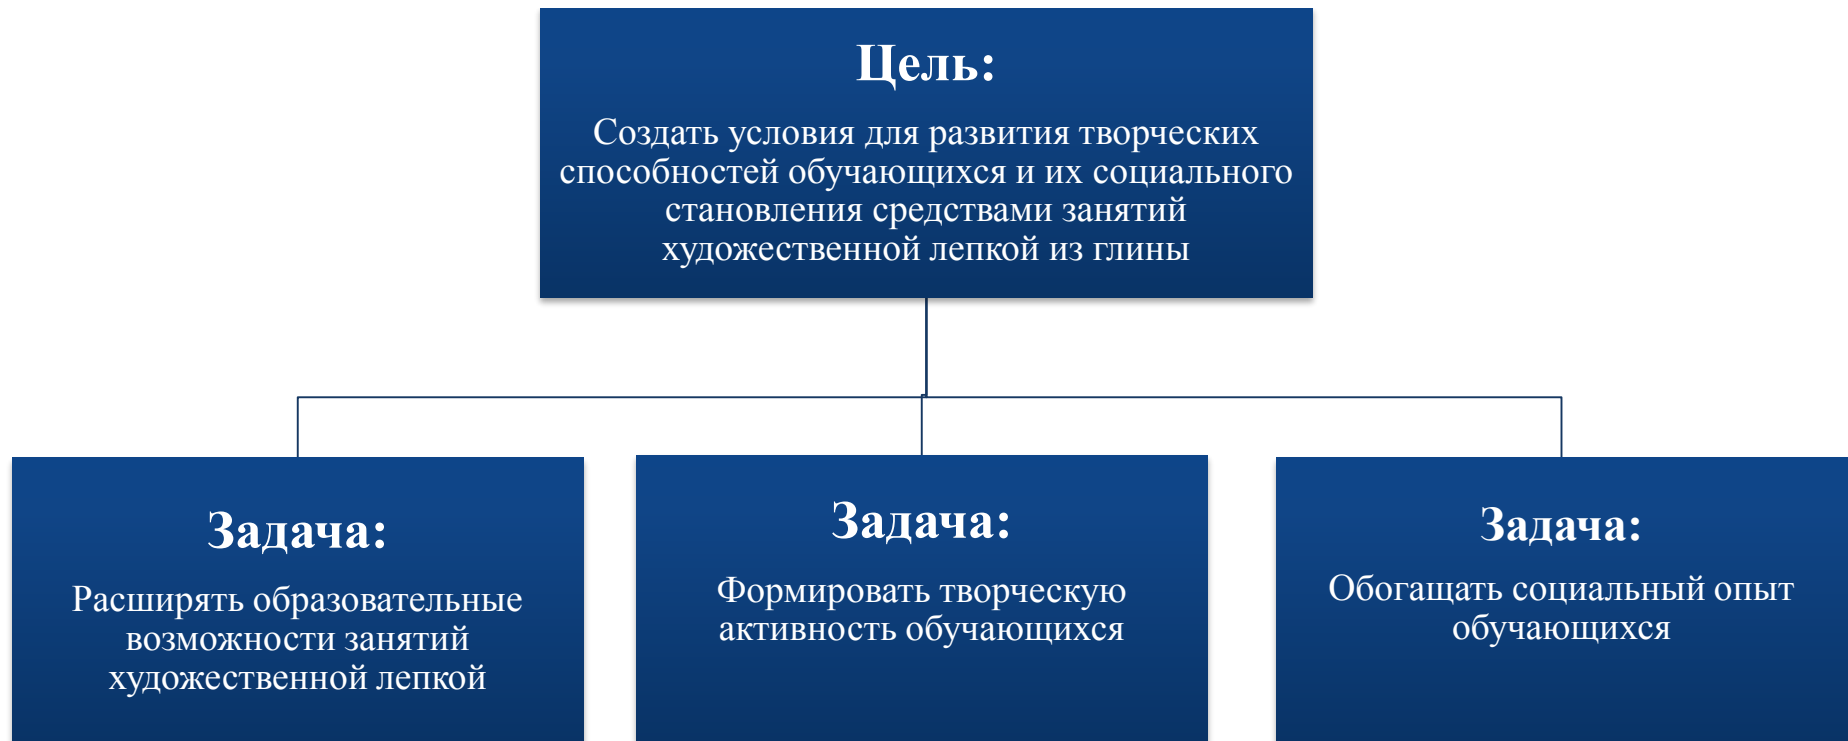 Цель:
Создать условия для развития творческих
способностей обучающихся и их социального
становления средствами занятий
художественной лепкой из глины
Задача:
Расширять образовательные
возможности занятий
художественной лепкой
Задача:
Формировать творческую
активность обучающихся
Задача:
Обогащать социальный опыт
обучающихся